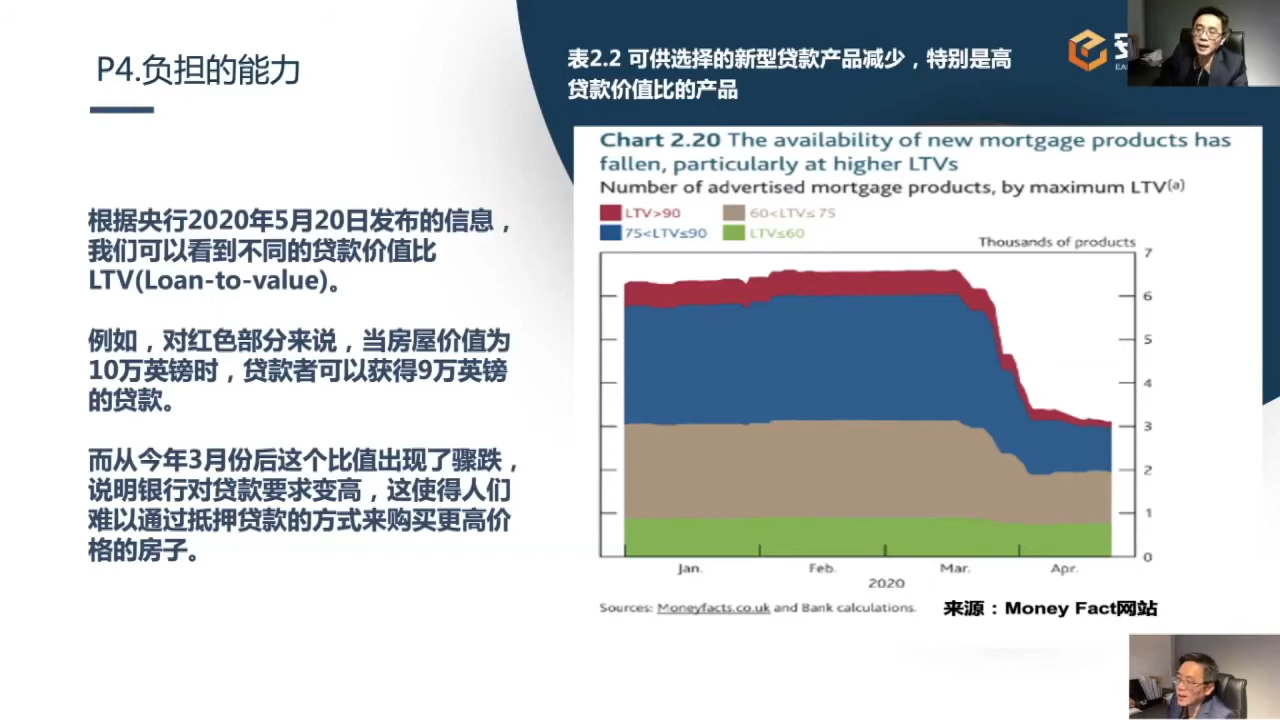 P4.负担的能力
表2.2 可供选择的新型贷款产品减少，特别是高
贷款价值比的产品
根据央行2020年5月20日发布的信息，
我们可以看到不同的贷款价值比
LTV(Loan-to-value)。
例如，对红色部分来说，当房屋价值为
10万英镑时，贷款者可以获得9万英镑
的贷款。
而从今年3月份后这个比值出现了骤跌，
说明银行对贷款要求变高，这使得人们
难以通过抵押贷款的方式来购买更高价
格的房子。
Chart 2.20 The availability of new mortgage products has
fallen, particularly at higher LTVs
Number of advertised mortgage products, by maximum LTV(a)
LTV>90
60<LTV≤75
75<LTV≤90
LTV≤60
Thousands of products
7
6
5
4
3
2
1
0
Jan.
Feb.
Mar.
Apr.
2020
Sources: Moneyfacts.co.uk and Bank calculations.
来源：Money Fact网站